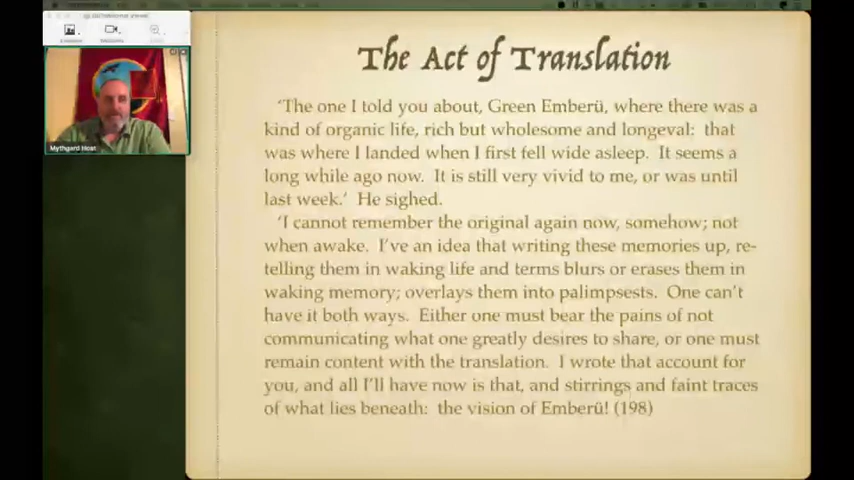 The Act of Translation
'The one I told you about, Green Emberü, where there was a
kind of organic life, rich but wholesome and longeval:  that
was where I landed when I first fell wide asleep.  It seems a
long while ago now.  It is still very vivid to me, or was until
last week.'  He sighed.
'I cannot remember the original again now, somehow; not
when awake.  I've an idea that writing these memories up, re-
telling them in waking life and terms blurs or erases them in
waking memory; overlays them into palimpsests.  One can't
have it both ways.  Either one must bear the pains of not
communicating what one greatly desires to share, or one must
remain content with the translation.  I wrote that account for
you, and all I'll have now is that, and stirrings and faint traces
of what lies beneath:  the vision of Emberü! (198)
Mythgard Host